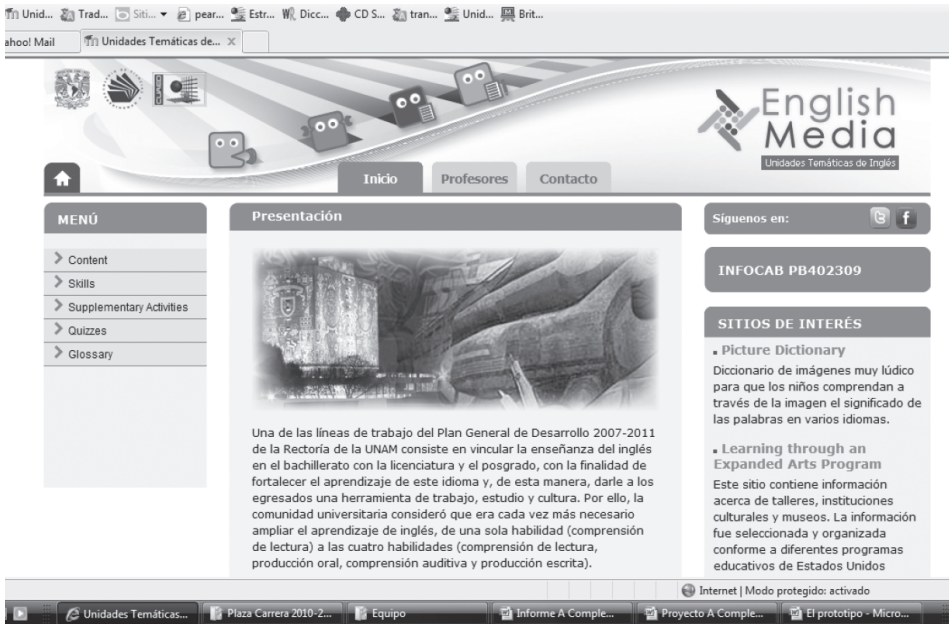 Unid... Trad... Siti... pear... Estr... Dicc... CD S... tran... Unid... Brit...
ahoo! Mail
Unidades Temáticas de... x
English
Media
Unidades Temáticas de Inglés
Inicio
Profesores
Contacto
MENÚ
Content
Skills
Supplementary Activities
Quizzes
Glossary
Presentación
Una de las líneas de trabajo del Plan General de Desarrollo 2007-2011
de la Rectoría de la UNAM consiste en vincular la enseñanza del inglés
en el bachillerato con la licenciatura y el posgrado, con la finalidad de
fortalecer el aprendizaje de este idioma y, de esta manera, darle a los
egresados una herramienta de trabajo, estudio y cultura. Por ello, la
comunidad universitaria consideró que era cada vez más necesario
ampliar el aprendizaje de inglés, de una sola habilidad (comprensión
de lectura) a las cuatro habilidades (comprensión de lectura,
producción oral, comprensión auditiva y producción escrita).
Síguenos en:
INFOCAB PB402309
SITIOS DE INTERÉS
Picture Dictionary
Diccionario de imágenes muy lúdico
para que los niños comprendan a
través de la imagen el significado de
las palabras en varios idiomas.
Learning through an
Expanded Arts Program
Este sitio contiene información
acerca de talleres, instituciones
culturales y museos. La información
fue seleccionada y organizada
conforme a diferentes programas
educativos de Estados Unidos
Internet | Modo protegido: activado
Unidades Temáticas... Plaza Carrera 2010-2... Equipo Informe A Comple... Proyecto A Comple... El prototipo - Micro...